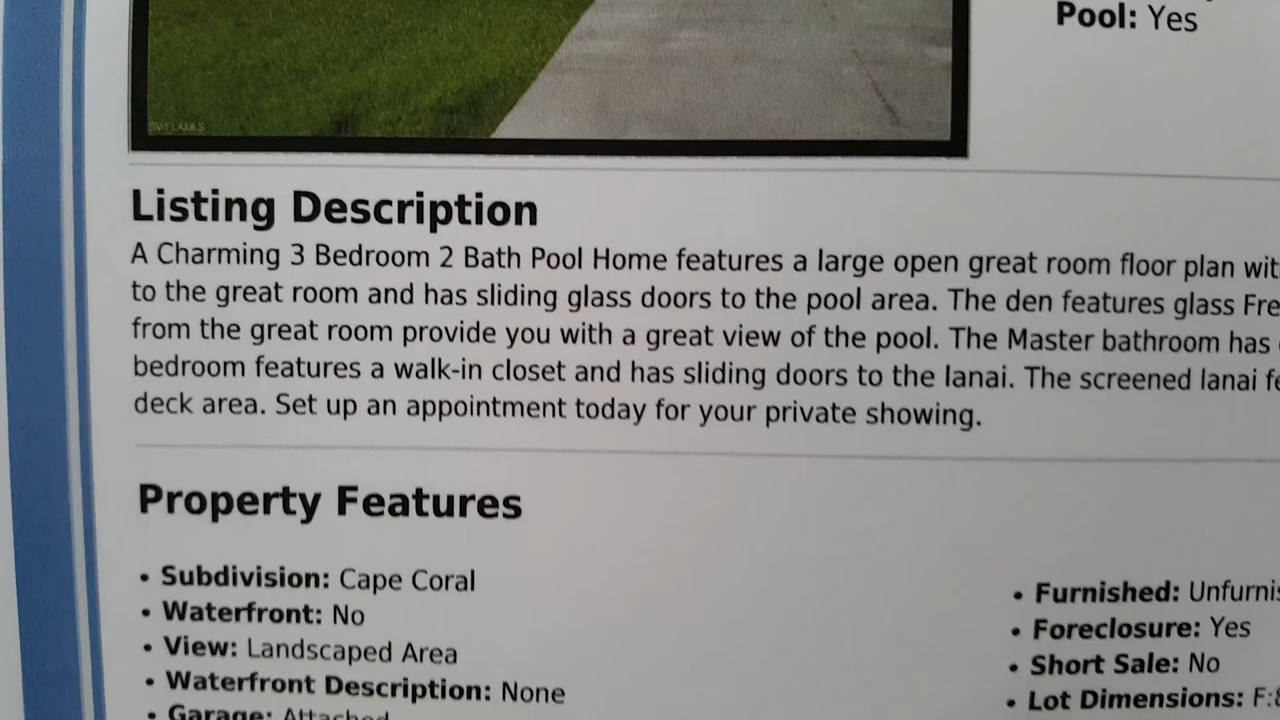 Pool: Yes
SWFLAMLS
Listing Description
A Charming 3 Bedroom 2 Bath Pool Home features a large open great room floor plan
to the great room and has sliding glass doors to the pool area. The den features glass
from the great room provide you with a great view of the pool. The Master bathroom has
bedroom features a walk-in closet and has sliding doors to the lanai. The screened lanai
deck area. Set up an appointment today for your private showing.
Property Features
• Subdivision: Cape Coral
• Waterfront: No
• View: Landscaped Area
• Waterfront Description: None
• Garage: Attached
• Furnished:
• Foreclosure: Yes
• Short Sale: No
• Lot Dimensions: